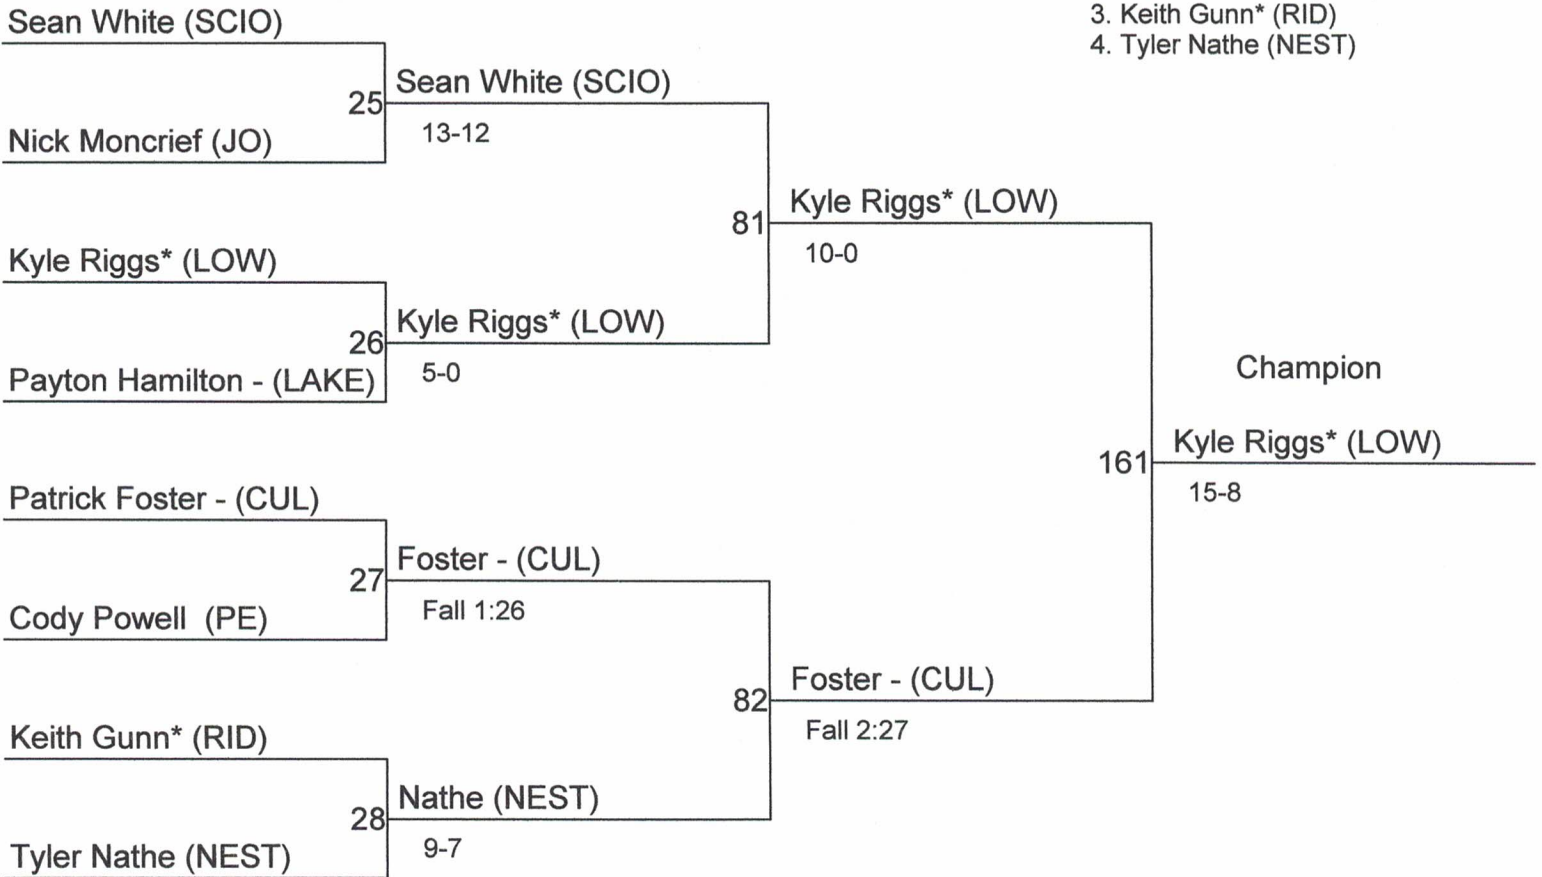 Sean White (SCIO)
3. Keith Gunn* (RID)
4. Tyler Nathe (NEST)
25
Sean White (SCIO)
13-12
Nick Moncrief (JO)
81
Kyle Riggs* (LOW)
10-0
Kyle Riggs* (LOW)
26
Kyle Riggs* (LOW)
5-0
Payton Hamilton - (LAKE)
Champion
161
Kyle Riggs* (LOW)
15-8
Patrick Foster - (CUL)
27
Foster - (CUL)
Fall 1:26
Cody Powell  (PE)
82
Foster - (CUL)
Fall 2:27
Keith Gunn* (RID)
28
Nathe (NEST)
9-7
Tyler Nathe (NEST)